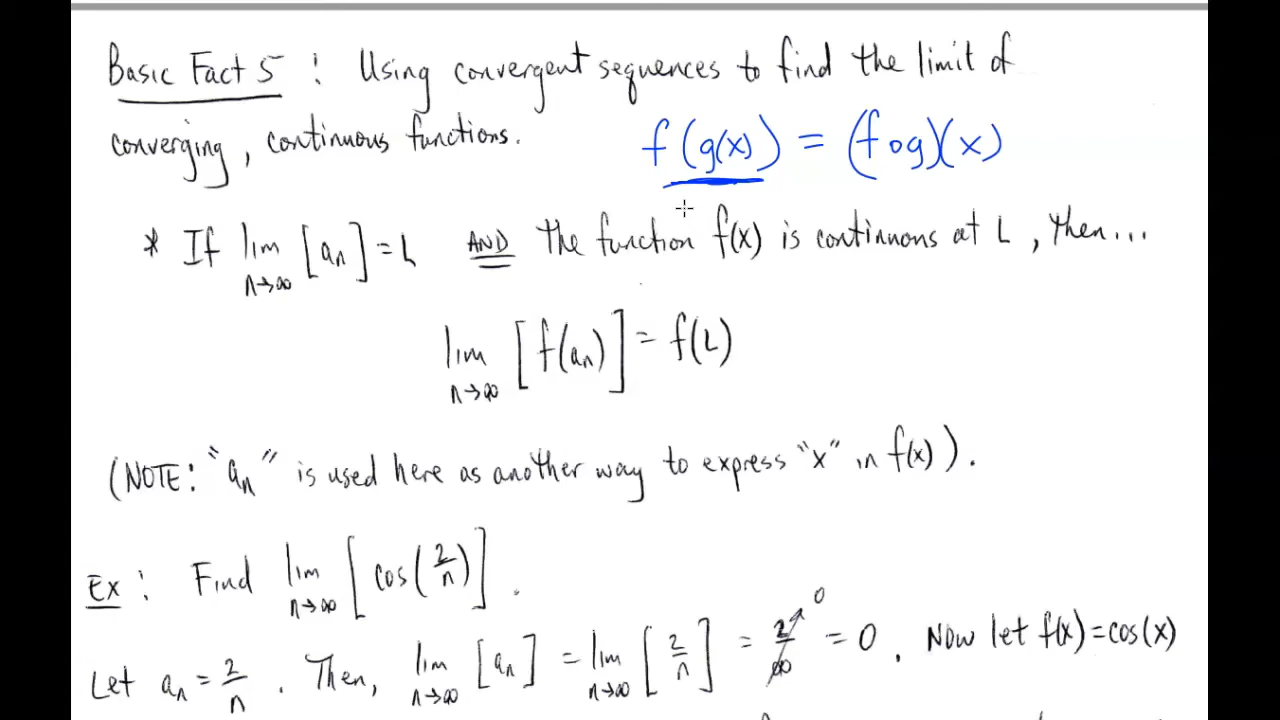 Basic Fact 5 : Using convergent sequences to find the limit of
converging, continuous functions.
f(g(x)) = (f∘g)(x)
* If lim n→∞ [an] = L AND the function f(x) is continuous at L, then...
lim n→∞ [f(an)] = f(L)
(NOTE: "an" is used here as another way to express "x" in f(x)).
Ex : Find lim n→∞ [cos(2/n)].
Let an = 2/n . Then, lim n→∞ [an] = lim n→∞ [2/n] = 2/∞ 0 = 0 . Now let f(x) = cos(x)